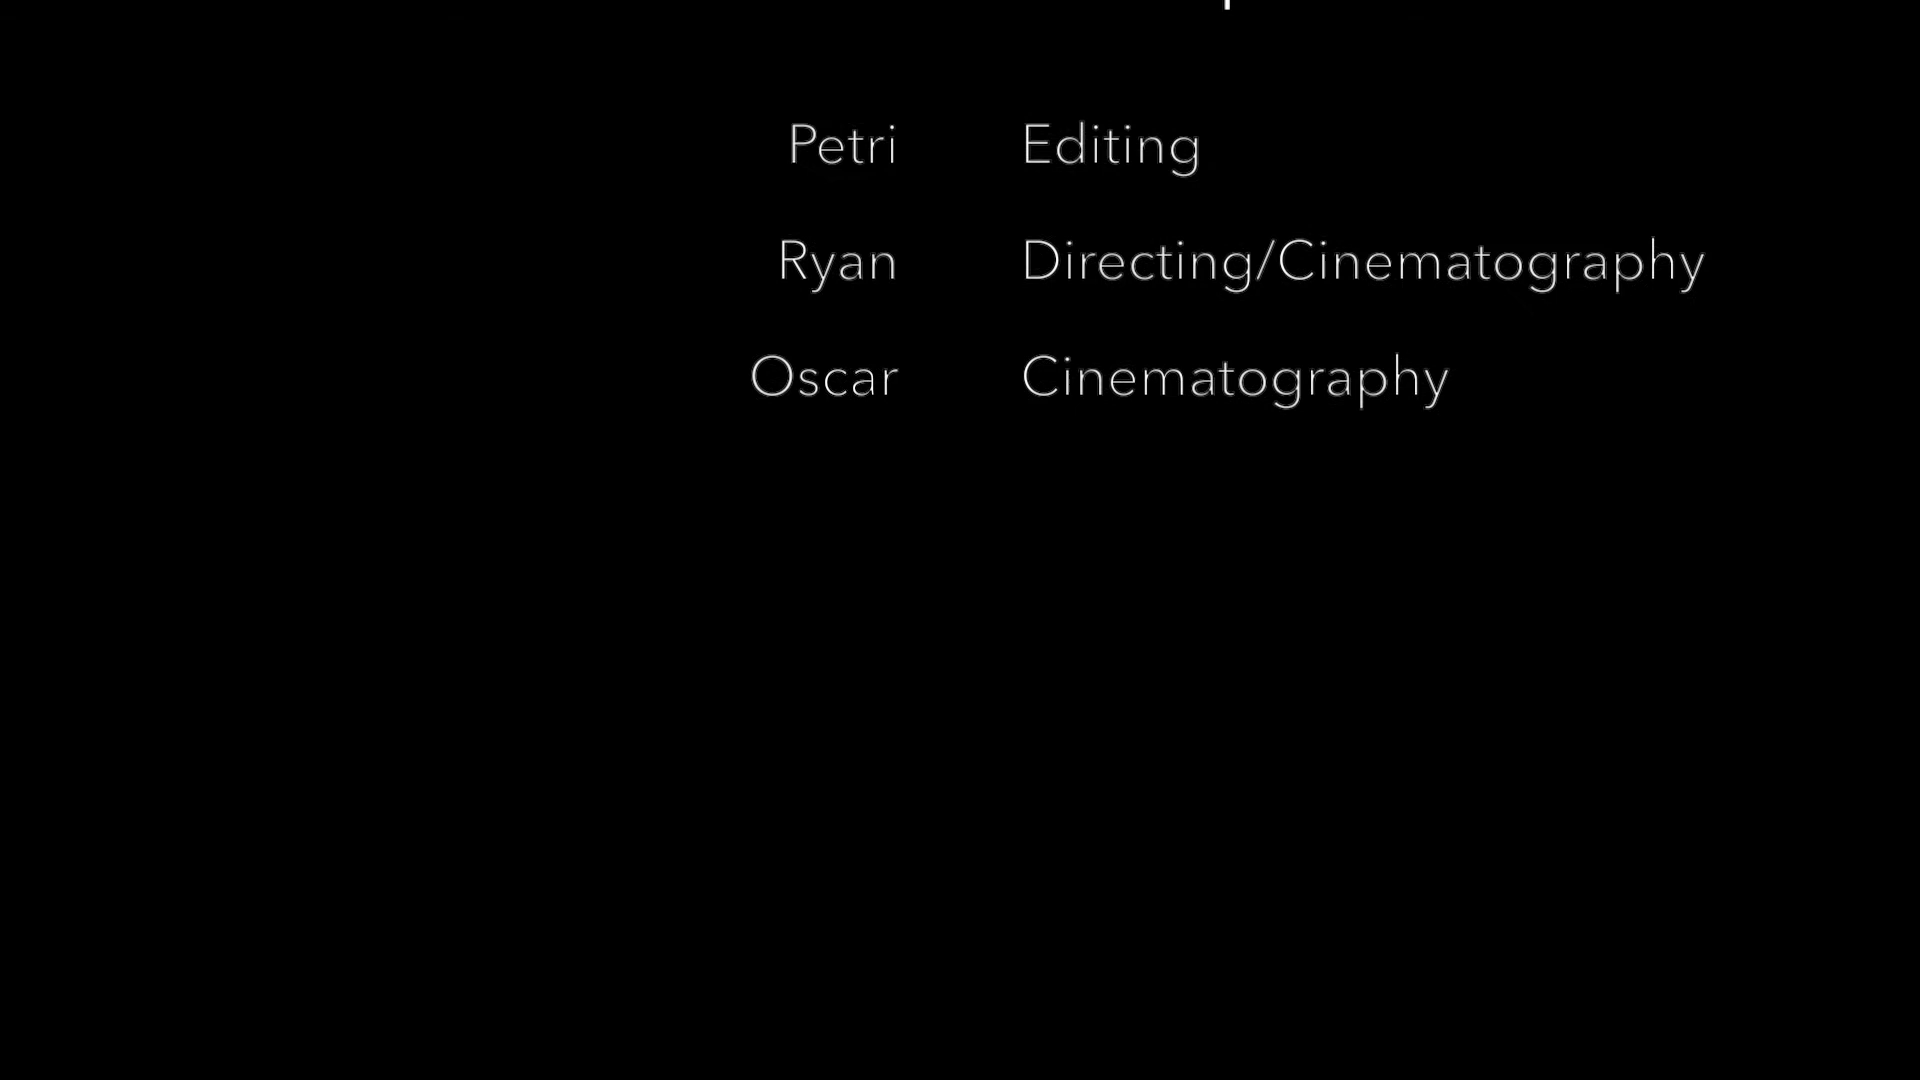 Petri Editing
Ryan Directing/Cinematography
Oscar Cinematography